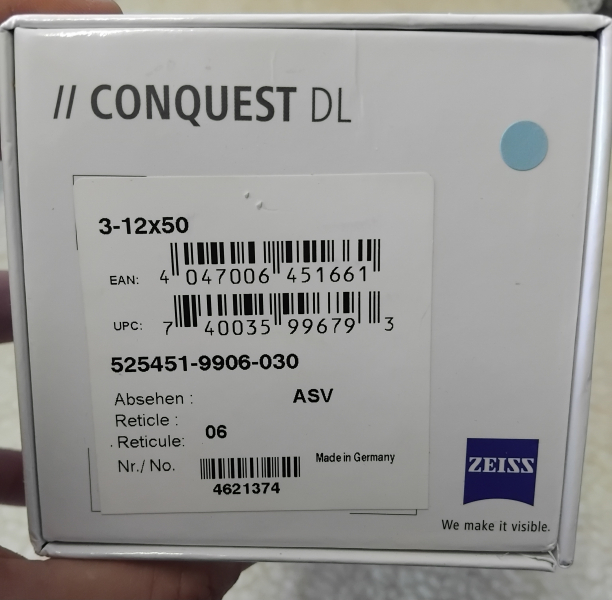 // CONQUEST DL
3-12x50
EAN: 4 047006 451661
UPC: 7 40035 99679 3
525451-9906-030
Absehen : ASV
Reticle :
. Reticule: 06
Nr./ No. Made in Germany
4621374
ZEISS
We make it visible.